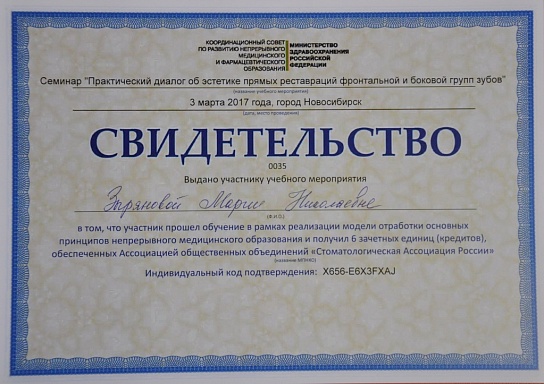 КООРДИНАЦИОННЫЙ СОВЕТ
ПО РАЗВИТИЮ НЕПРЕРЫВНОГО
МЕДИЦИНСКОГО
И ФАРМАЦЕВТИЧЕСКОГО
ОБРАЗОВАНИЯ
МИНИСТЕРСТВО
ЗДРАВООХРАНЕНИЯ
РОССИЙСКОЙ
ФЕДЕРАЦИИ
Семинар "Практический диалог об эстетике прямых реставраций фронтальной и боковой групп зубов"
(название учебного мероприятия)
3 марта 2017 года, город Новосибирск
(дата, место проведения)
СВИДЕТЕЛЬСТВО
0035
Выдано участнику учебного мероприятия
Зыряновой Марии Николаевне
(Ф.И.О.)
в том, что участник прошел обучение в рамках реализации модели отработки основных
принципов непрерывного медицинского образования и получил 6 зачетных единиц (кредитов),
обеспеченных Ассоциацией общественных объединений «Стоматологическая Ассоциация России»
(название МПНКО)
Индивидуальный код подтверждения: X656-E6X3FXAJ